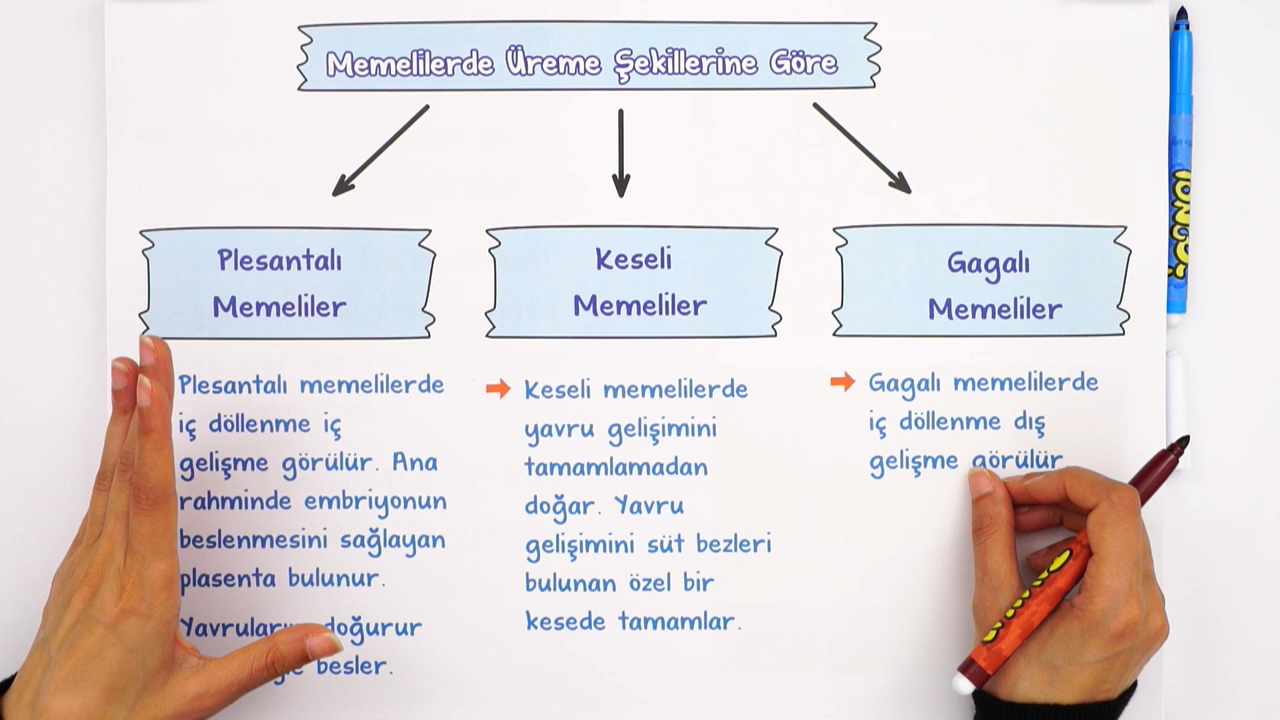 Memelilerde Üreme Şekillerine Göre
Plesantalı
Memeliler
Plesantalı memelilerde
iç döllenme iç
gelişme görülür. Ana
rahminde embriyonun
beslenmesini sağlayan
plasenta bulunur.
doğurur
besler.
Keseli
Memeliler
Keseli memelilerde
yavru gelişimini
tamamlamadan
doğar. Yavru
gelişimini süt bezleri
bulunan özel bir
kesede tamamlar.
Gagalı
Memeliler
Gagalı memelilerde
iç döllenme dış
gelişme görülür